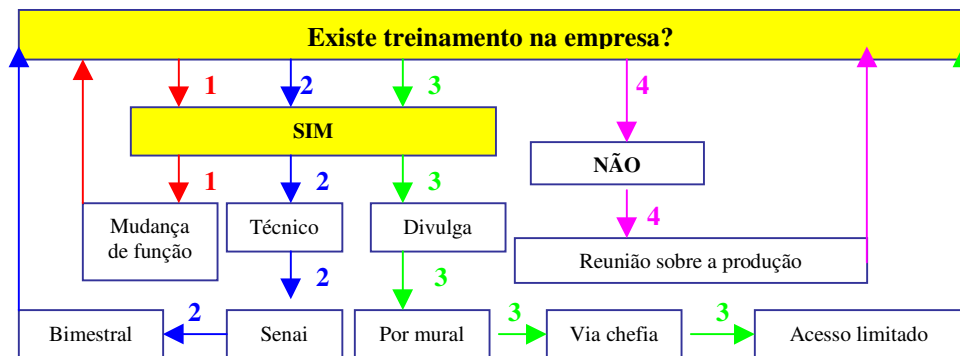 Existe treinamento na empresa?
1 2 3 4
SIM
NÃO
1 2 3 4
Mudança
de função
Técnico
Divulga
Reunião sobre a produção
2 3
2 3 3
Bimestral
Senai
Por mural
Via chefia
Acesso limitado